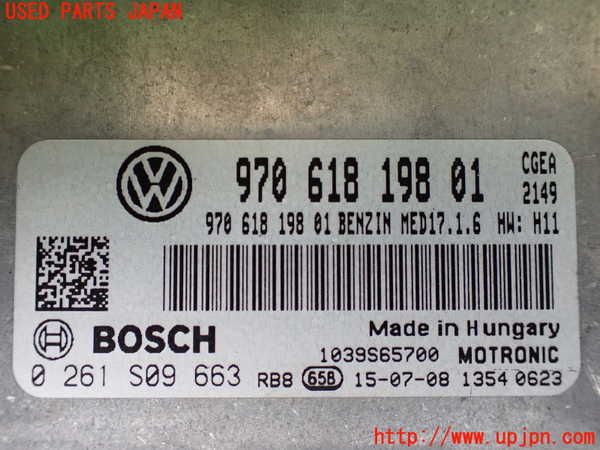 USED PARTS JAPAN
970 618 198 01
CGEA
2149
970 618 198 01 BENZIN MED17.1.6 HW: H11
BOSCH
Made in Hungary
1039S65700 MOTRONIC
0 261 S09 663 RB8 658 15-07-08 1354 0623
http://www.upjpn.com